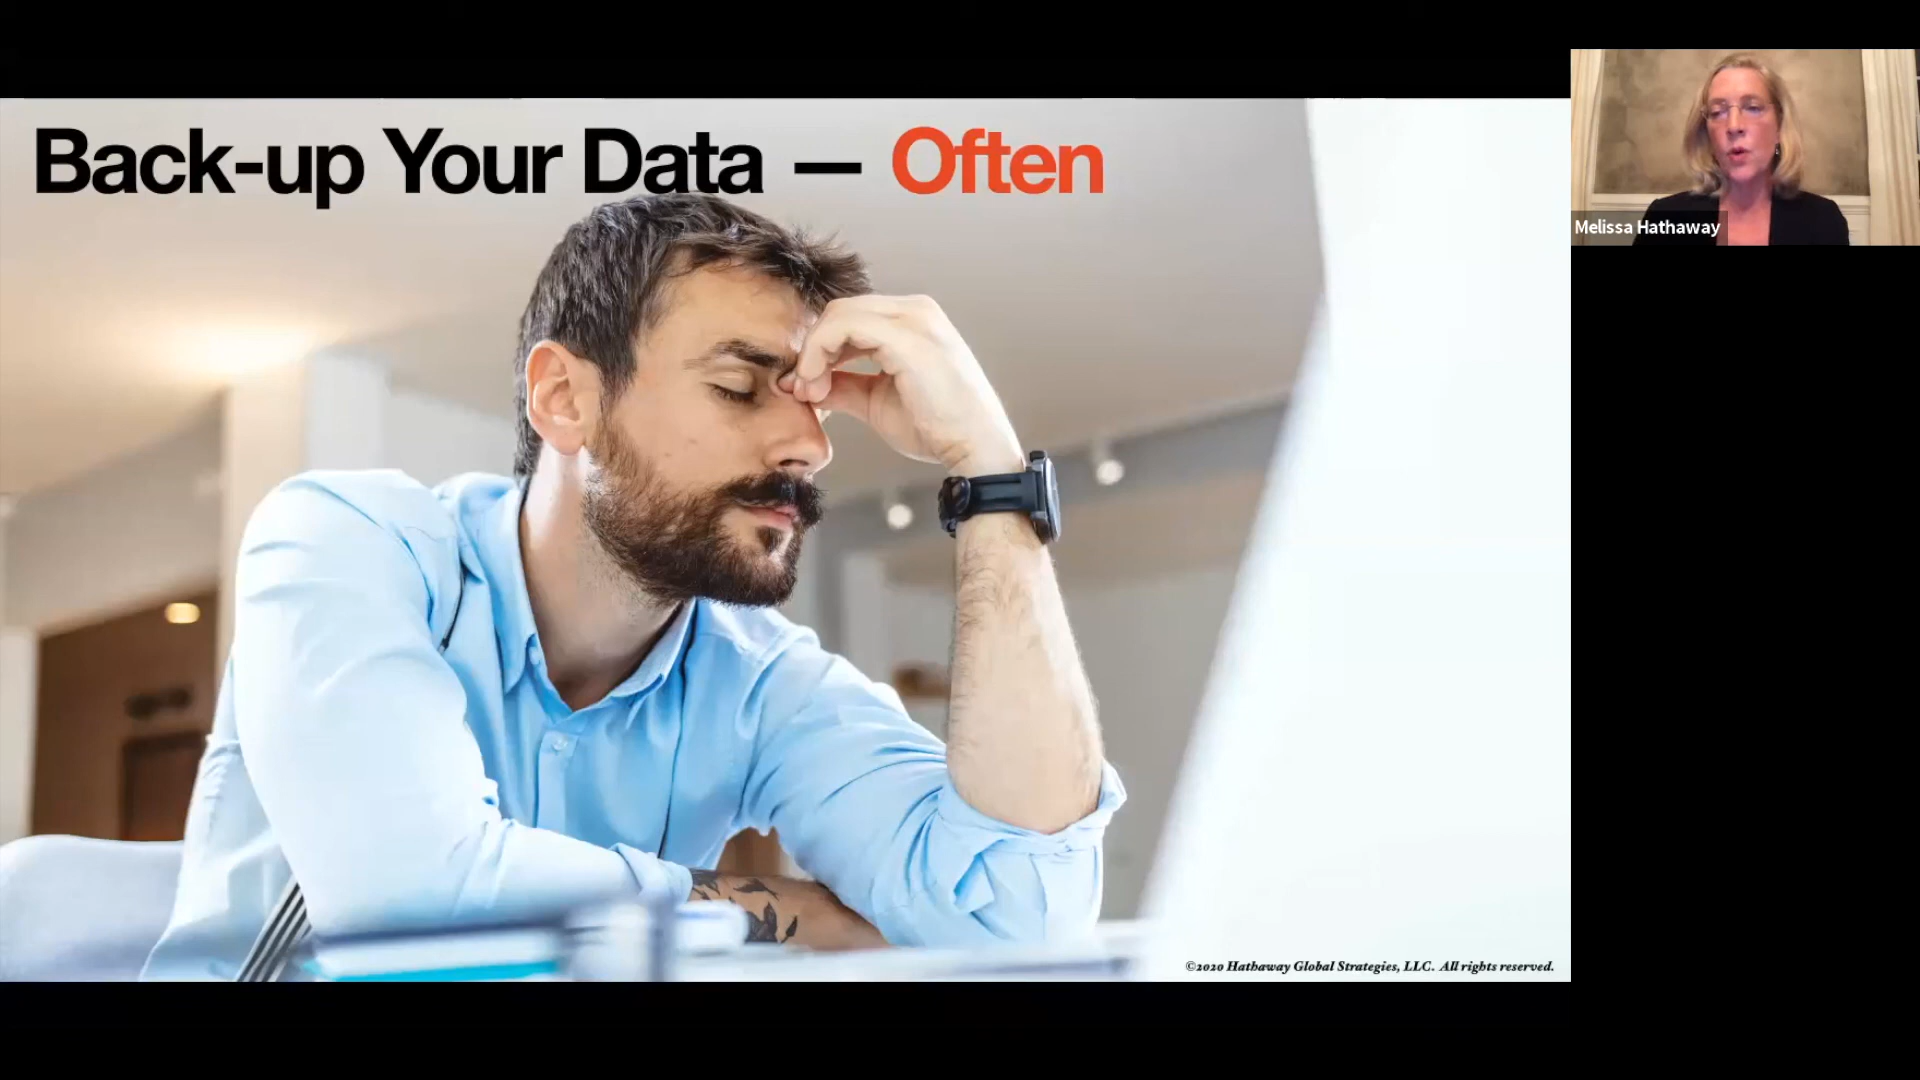 Back-up Your Data — Often
Melissa Hathaway
©2020 Hathaway Global Strategies, LLC. All rights reserved.